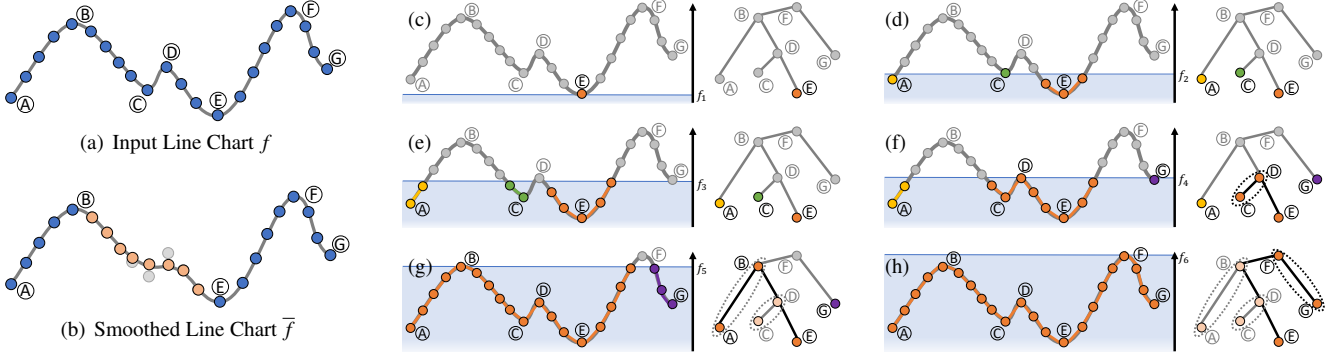 B
F
D
G
A
C
E
(a) Input Line Chart f
B
F
G
A
E
(b) Smoothed Line Chart f̅
(c)
B
F
D
G
A
C
E
f₁
B
F
D
G
A
C
E
(d)
B
F
D
G
A
C
E
f₂
B
F
D
G
A
C
E
(e)
B
F
D
G
A
C
E
f₃
B
F
D
G
A
C
E
(f)
B
F
D
G
A
C
E
f₄
B
F
D
G
A
C
E
(g)
B
F
D
G
A
C
E
f₅
B
F
D
G
A
C
E
(h)
B
F
D
G
A
C
E
f₆
B
F
D
G
A
C
E